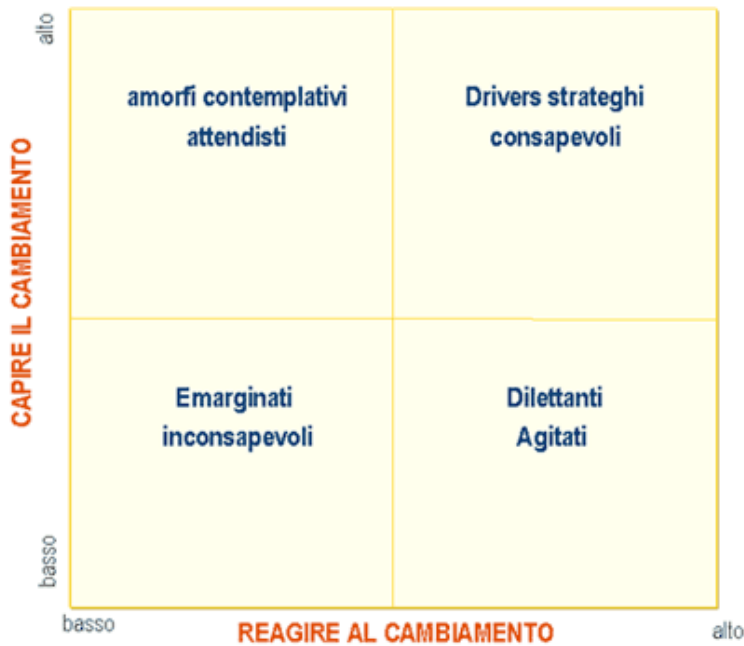 alto
amorfi contemplativi
attendisti
Drivers strateghi
consapevoli
CAPIRE IL CAMBIAMENTO
Emarginati
inconsapevoli
Dilettanti
Agitati
basso
basso
REAGIRE AL CAMBIAMENTO
alto